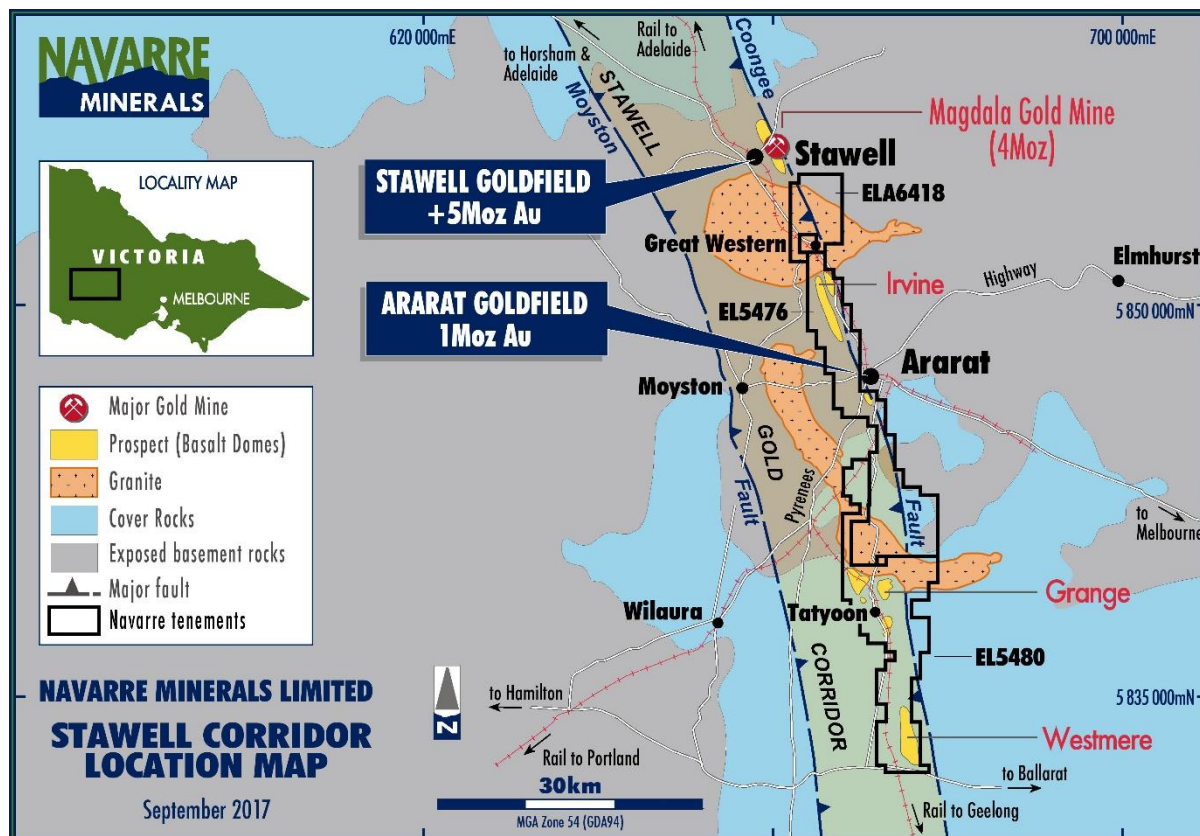 NAVARRE
MINERALS
620 000mE
700 000mE
to Horsham &
Adelaide
Rail to
Adelaide
Coongee
STAWELL
Moyston
Magdala Gold Mine
(4Moz)
Stawell
STAWELL GOLDFIELD
+5Moz Au
ELA6418
LOCALITY MAP
VICTORIA
MELBOURNE
Great Western
Elmhurst
Highway
Irvine
EL5476
5 850 000mN
ARARAT GOLDFIELD
1Moz Au
Ararat
Moyston
Major Gold Mine
Prospect (Basalt Domes)
Granite
Cover Rocks
Exposed basement rocks
Major fault
Navarre tenements
GOLD
Fault
Pyrenees
Fault
to
Melbourne
Grange
Wilaura
Tatyoon
EL5480
CORRIDOR
NAVARRE MINERALS LIMITED
STAWELL CORRIDOR
LOCATION MAP
September 2017
N
to Hamilton
5 835 000mN
Westmere
Rail to Portland
30km
MGA Zone 54 (GDA94)
to Ballarat
Rail to Geelong